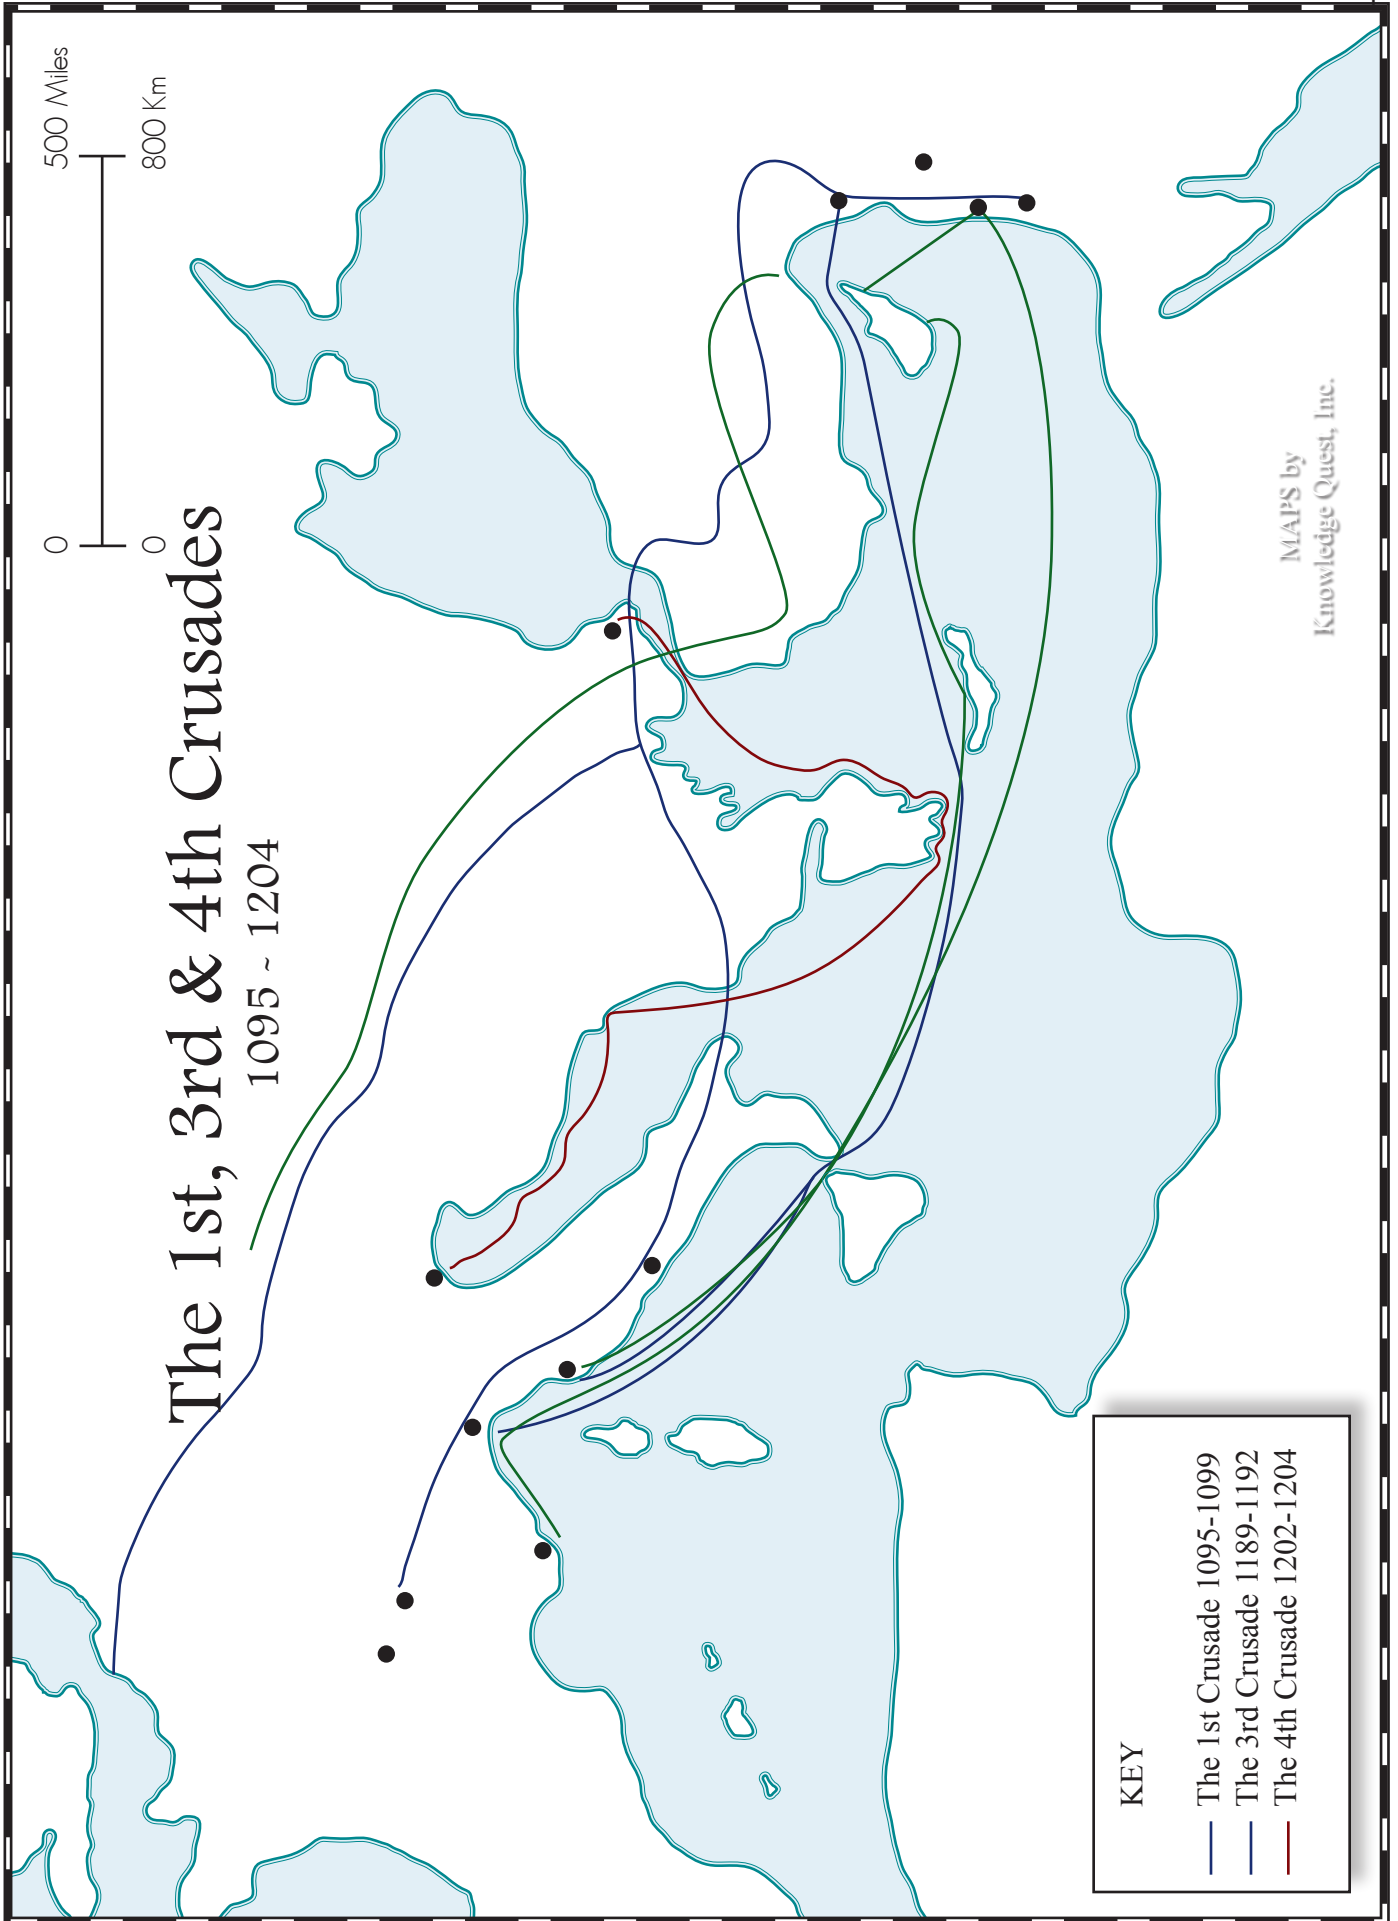 The 1st, 3rd & 4th Crusades
1095 ~ 1204
0
500 Miles
0
800 Km
KEY
The 1st Crusade 1095-1099
The 3rd Crusade 1189-1192
The 4th Crusade 1202-1204
MAPS by
Knowledge Quest, Inc.